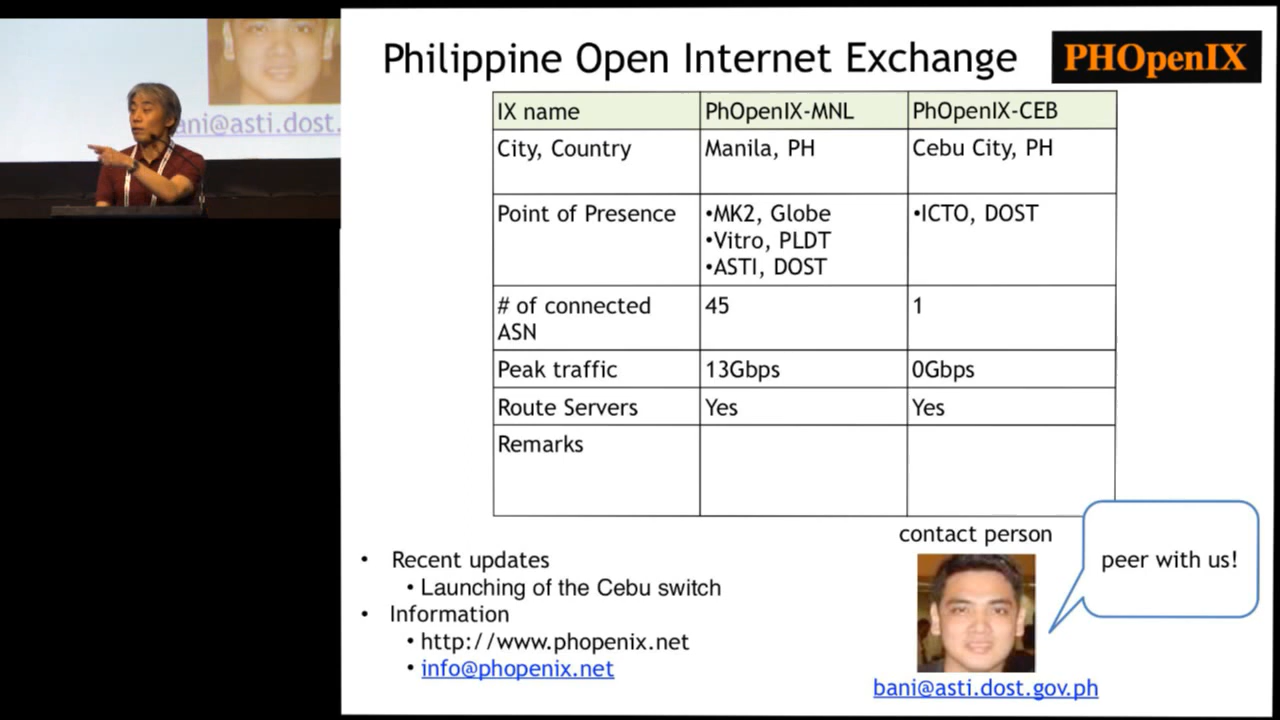 ani@asti.dost.
Philippine Open Internet Exchange
PHOpenIX
IX name PhOpenIX-MNL PhOpenIX-CEB
City, Country Manila, PH Cebu City, PH
Point of Presence •MK2, Globe •ICTO, DOST
•Vitro, PLDT
•ASTI, DOST
# of connected 45 1
ASN
Peak traffic 13Gbps 0Gbps
Route Servers Yes Yes
Remarks
contact person
peer with us!
• Recent updates
• Launching of the Cebu switch
• Information
• http://www.phopenix.net
• info@phopenix.net
bani@asti.dost.gov.ph